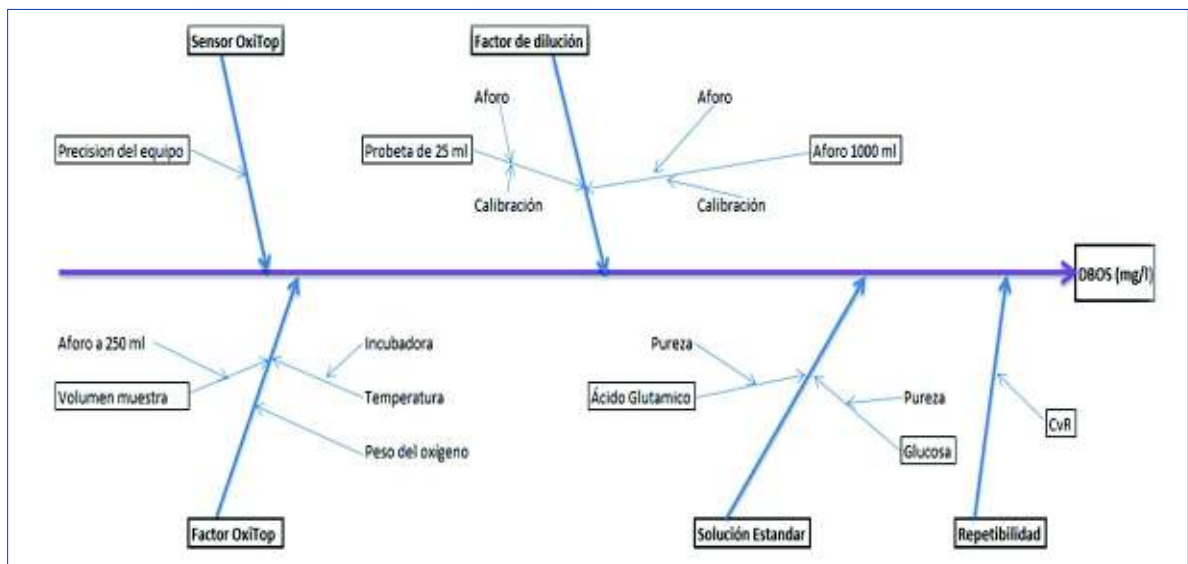 Sensor OxiTop
Factor de dilución
Aforo
Aforo
Precision del equipo
Probeta de 25 ml
Aforo 1000 ml
Calibración
Calibración
DBOS (mg/l)
Aforo a 250 ml
Incubadora
Pureza
Volumen muestra
Temperatura
Ácido Glutamico
Pureza
CvR
Peso del oxigeno
Glucosa
Factor OxiTop
Solución Estandar
Repetibilidad